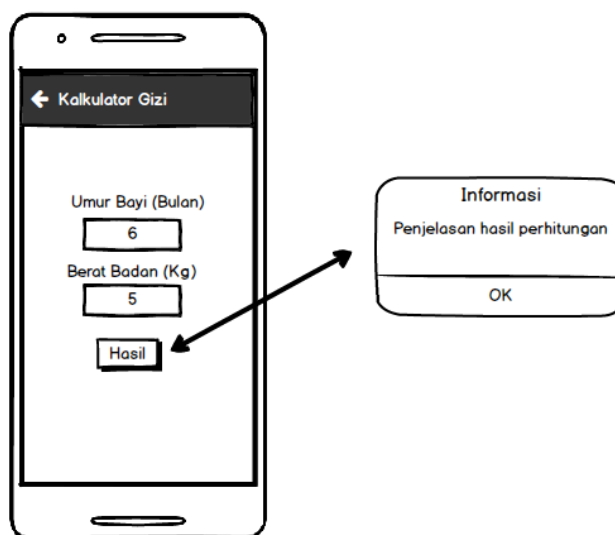 Kalkulator Gizi
Umur Bayi (Bulan)
6
Berat Badan (Kg)
5
Hasil
Informasi
Penjelasan hasil perhitungan
OK